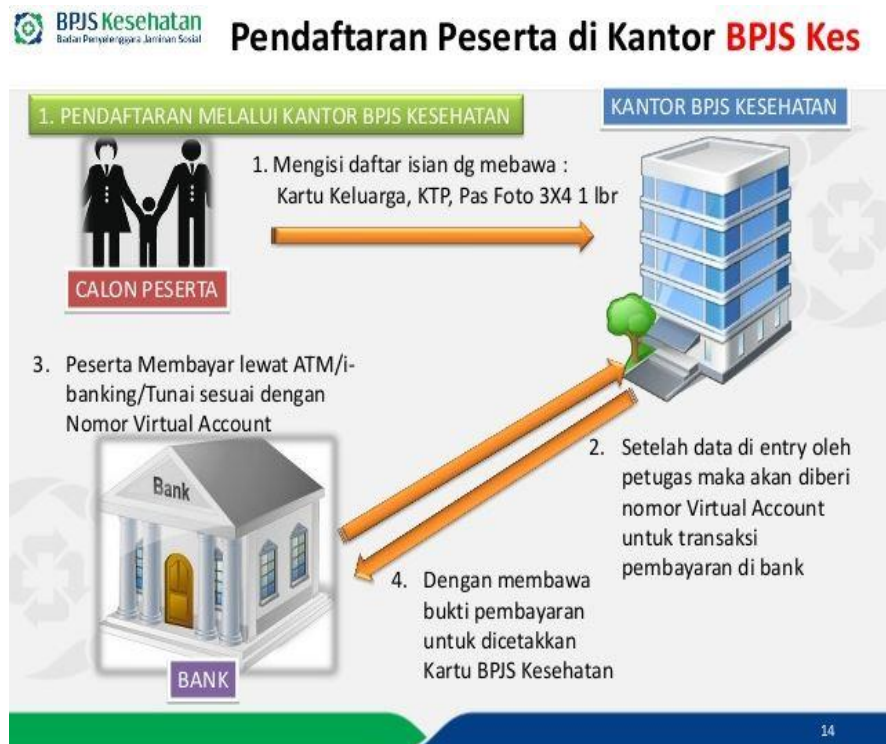 BPJS Kesehatan
Badan Penyelenggara Jaminan Sosial
Pendaftaran Peserta di Kantor BPJS Kes
1. PENDAFTARAN MELALUI KANTOR BPJS KESEHATAN
KANTOR BPJS KESEHATAN
1. Mengisi daftar isian dg mebawa :
Kartu Keluarga, KTP, Pas Foto 3X4 1 lbr
CALON PESERTA
3. Peserta Membayar lewat ATM/i-
banking/Tunai sesuai dengan
Nomor Virtual Account
Bank
2. Setelah data di entry oleh
petugas maka akan diberi
nomor Virtual Account
untuk transaksi
pembayaran di bank
4. Dengan membawa
bukti pembayaran
untuk dicetakkan
Kartu BPJS Kesehatan
BANK
14